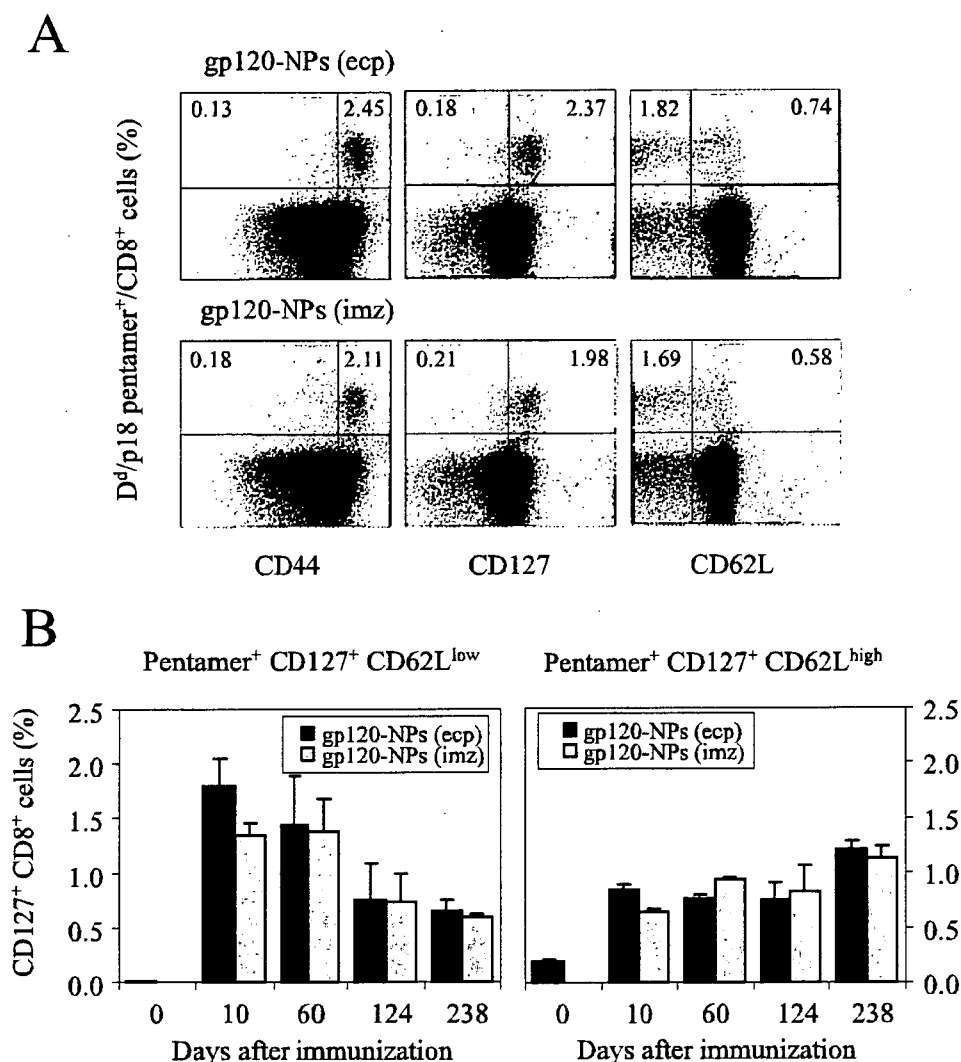 A
gp120-NPs (ecp)
0.13 2.45 0.18 2.37 1.82 0.74
gp120-NPs (imz)
0.18 2.11 0.21 1.98 1.69 0.58
Dᵈ/p18 pentamer⁺/CD8⁺ cells (%)
CD44 CD127 CD62L
B
Pentamer⁺ CD127⁺ CD62Lˡᵒʷ Pentamer⁺ CD127⁺ CD62Lʰⁱᵍʰ
CD127⁺ CD8⁺ cells (%)
gp120-NPs (ecp) gp120-NPs (ecp)
gp120-NPs (imz) gp120-NPs (imz)
2.5 2.5
2.0 2.0
1.5 1.5
1.0 1.0
0.5 0.5
0.0 0.0
0 10 60 124 238 0 10 60 124 238
Days after immunization Days after immunization